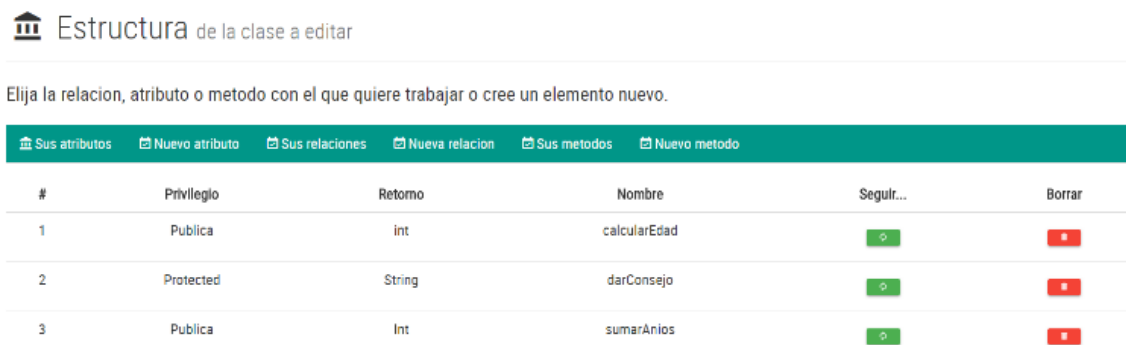 Estructura de la clase a editar
Elija la relacion, atributo o metodo con el que quiere trabajar o cree un elemento nuevo.
Sus atributos Nuevo atributo Sus relaciones Nueva relacion Sus metodos Nuevo metodo
# Privilegio Retorno Nombre Seguir... Borrar
1 Publica int calcularEdad
2 Protected String darConsejo
3 Publica Int sumarAnios